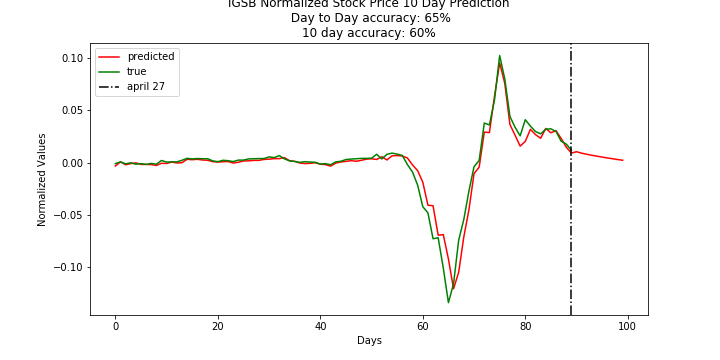 IGSB Normalized Stock Price 10 Day Prediction
Day to Day accuracy: 65%
10 day accuracy: 60%
predicted
true
april 27
Normalized Values
0.10
0.05
0.00
−0.05
−0.10
0 20 40 60 80 100
Days